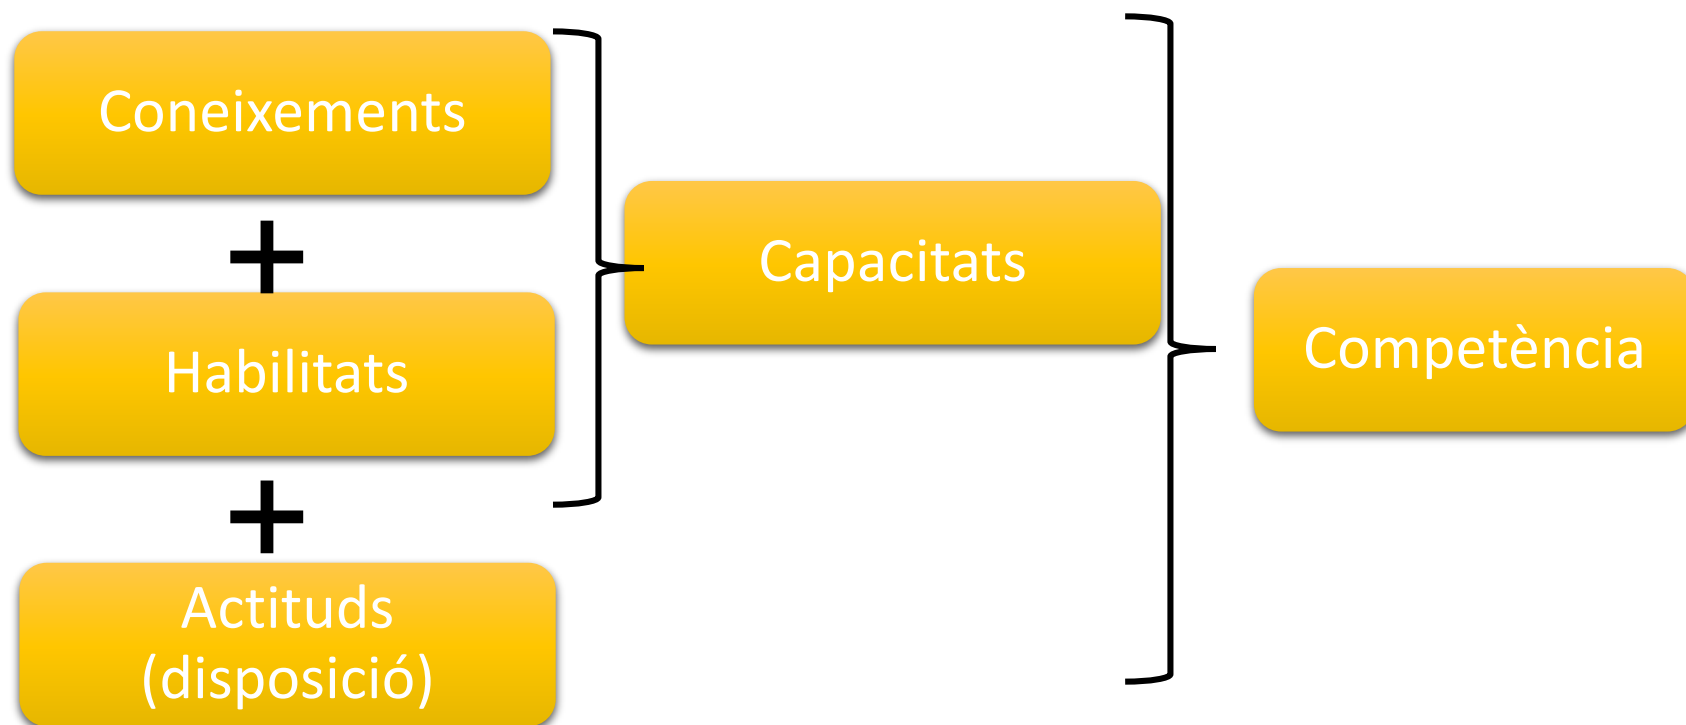 Coneixements
+
Habilitats
+
Actituds
(disposició)
Capacitats
Competència